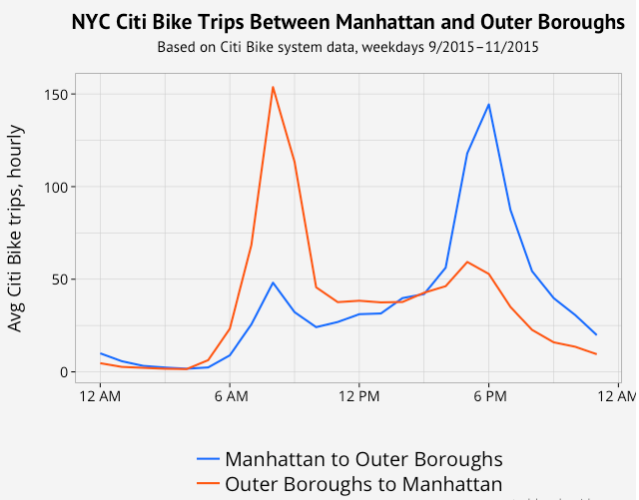 NYC Citi Bike Trips Between Manhattan and Outer Boroughs
Based on Citi Bike system data, weekdays 9/2015–11/2015
Avg Citi Bike trips, hourly
150
100
50
0
12 AM 6 AM 12 PM 6 PM 12 AM
Manhattan to Outer Boroughs
Outer Boroughs to Manhattan